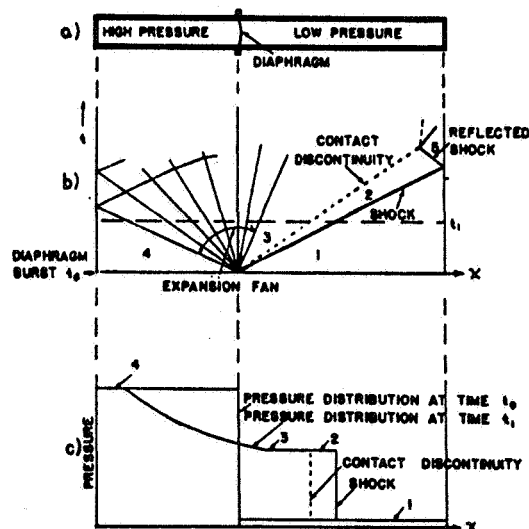 a) HIGH PRESSURE LOW PRESSURE
DIAPHRAGM
t
b)
CONTACT
DISCONTINUITY
REFLECTED
SHOCK
5
2
SHOCK
t₁
4
3
1
DIAPHRAGM
BURST t₀
EXPANSION FAN
x
4
PRESSURE DISTRIBUTION AT TIME t₀
PRESSURE DISTRIBUTION AT TIME t₁
c)
PRESSURE
3
2
CONTACT DISCONTINUITY
SHOCK
1
x